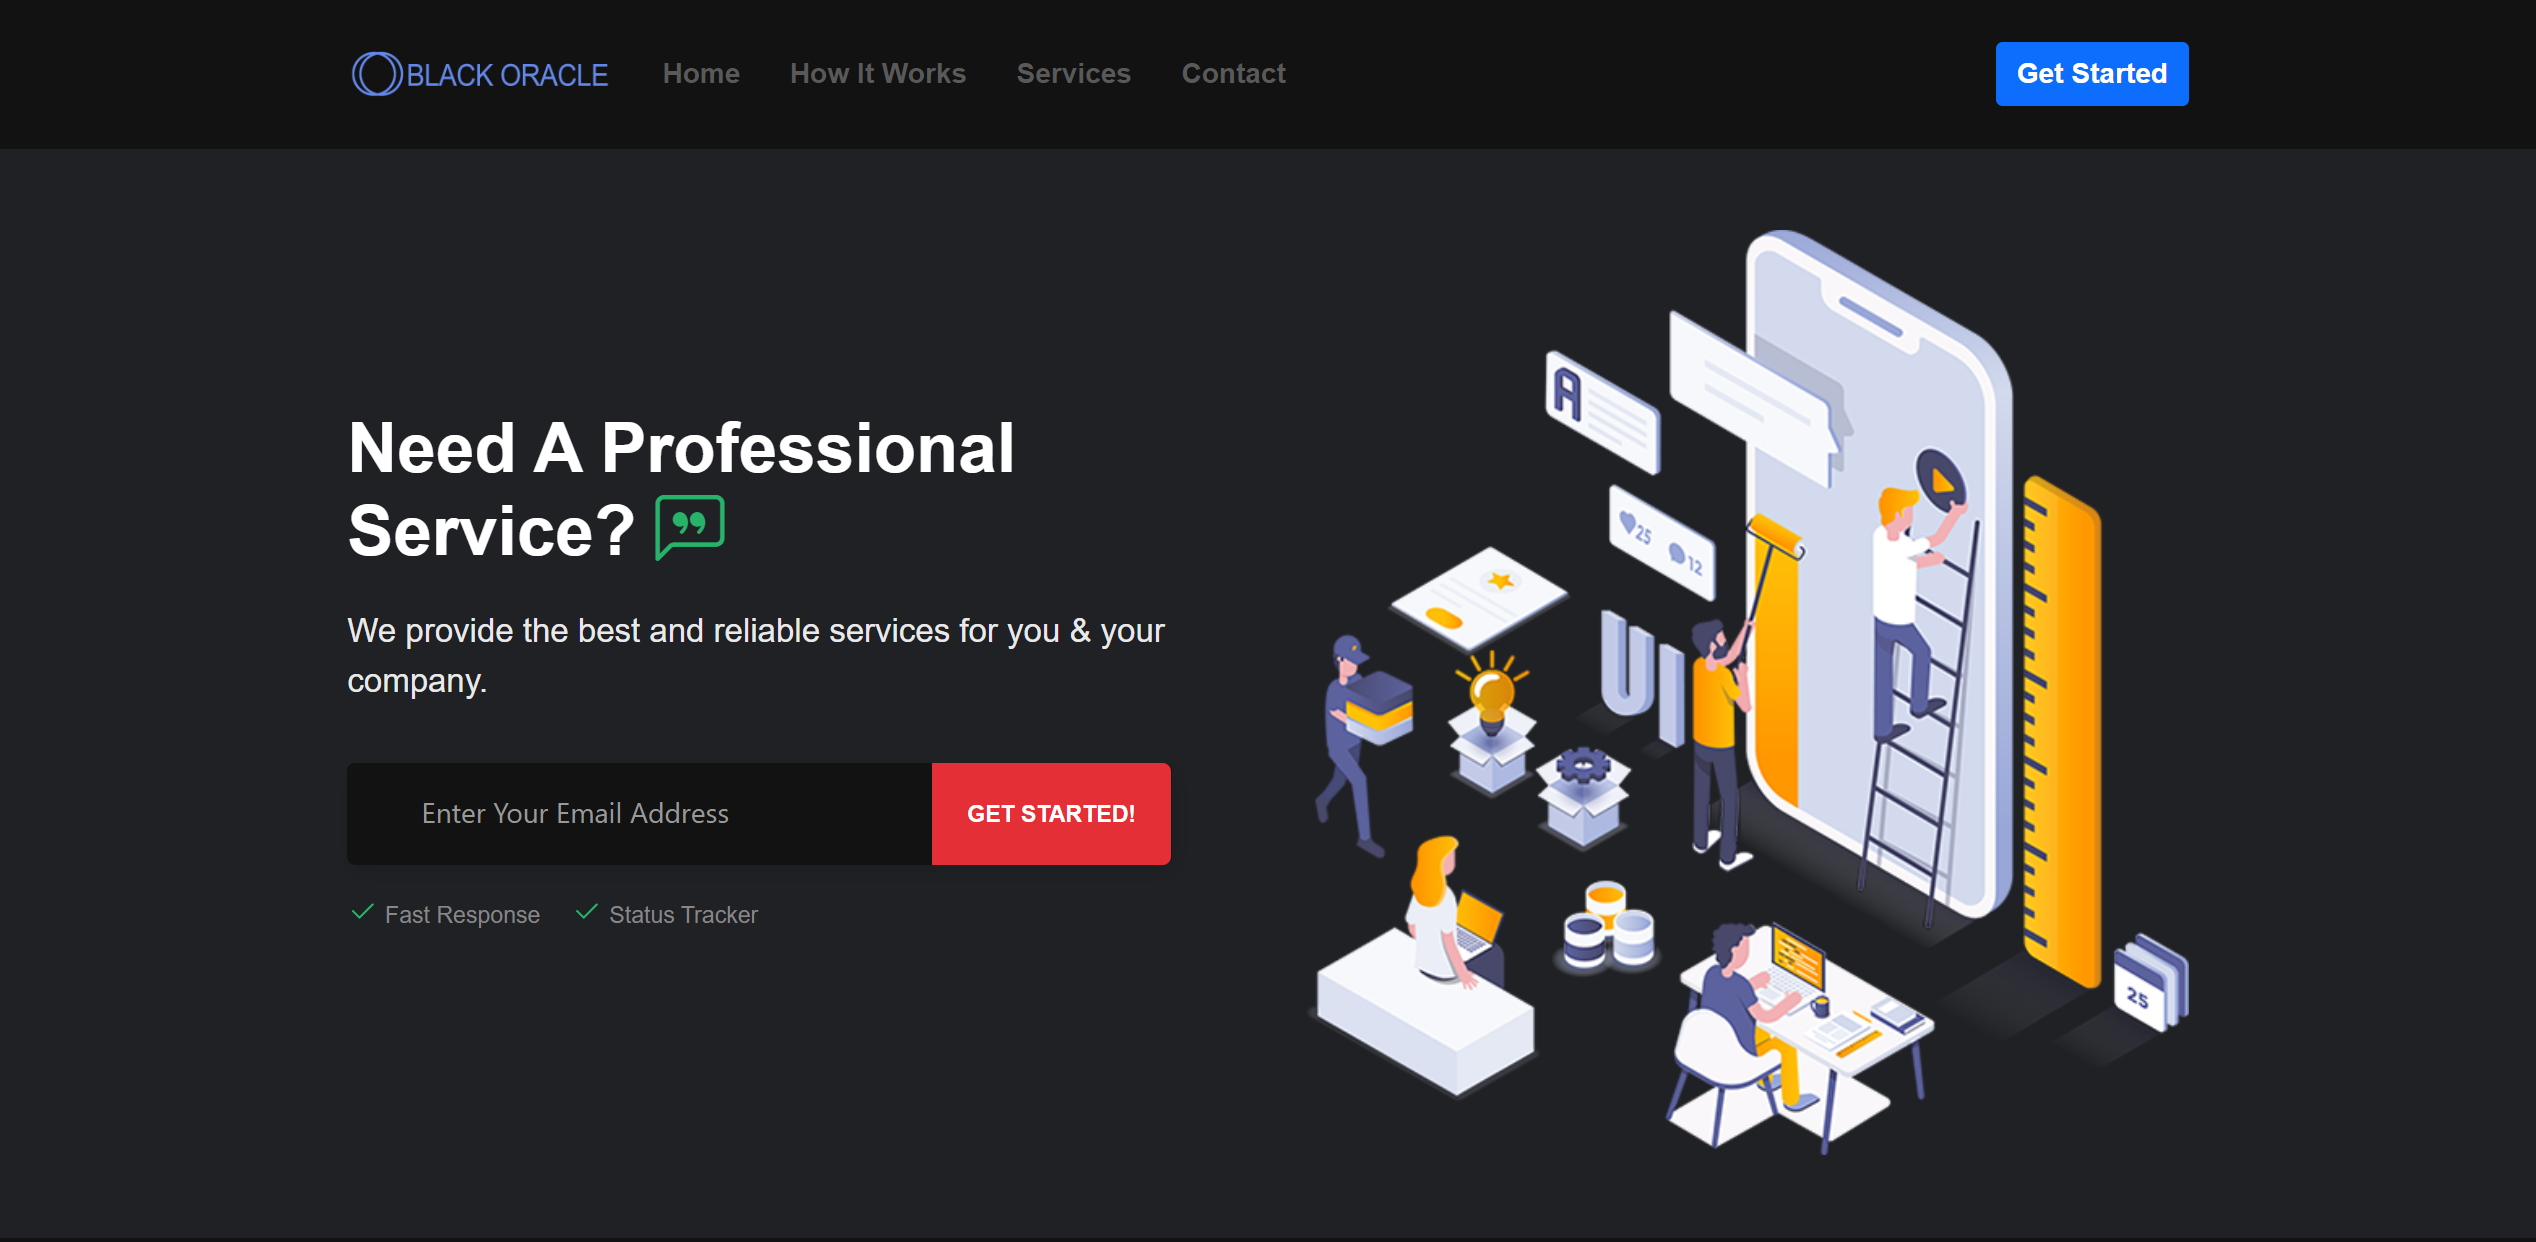 BLACK ORACLE
Home
How It Works
Services
Contact
Get Started
Need A Professional
Service?
We provide the best and reliable services for you & your
company.
Enter Your Email Address
GET STARTED!
Fast Response
Status Tracker
A
25
12
UI
25